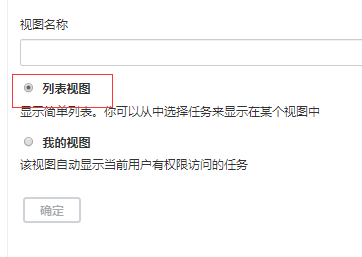 视图名称
列表视图
显示简单列表。你可以从中选择任务来显示在某个视图中
我的视图
该视图自动显示当前用户有权限访问的任务
确定